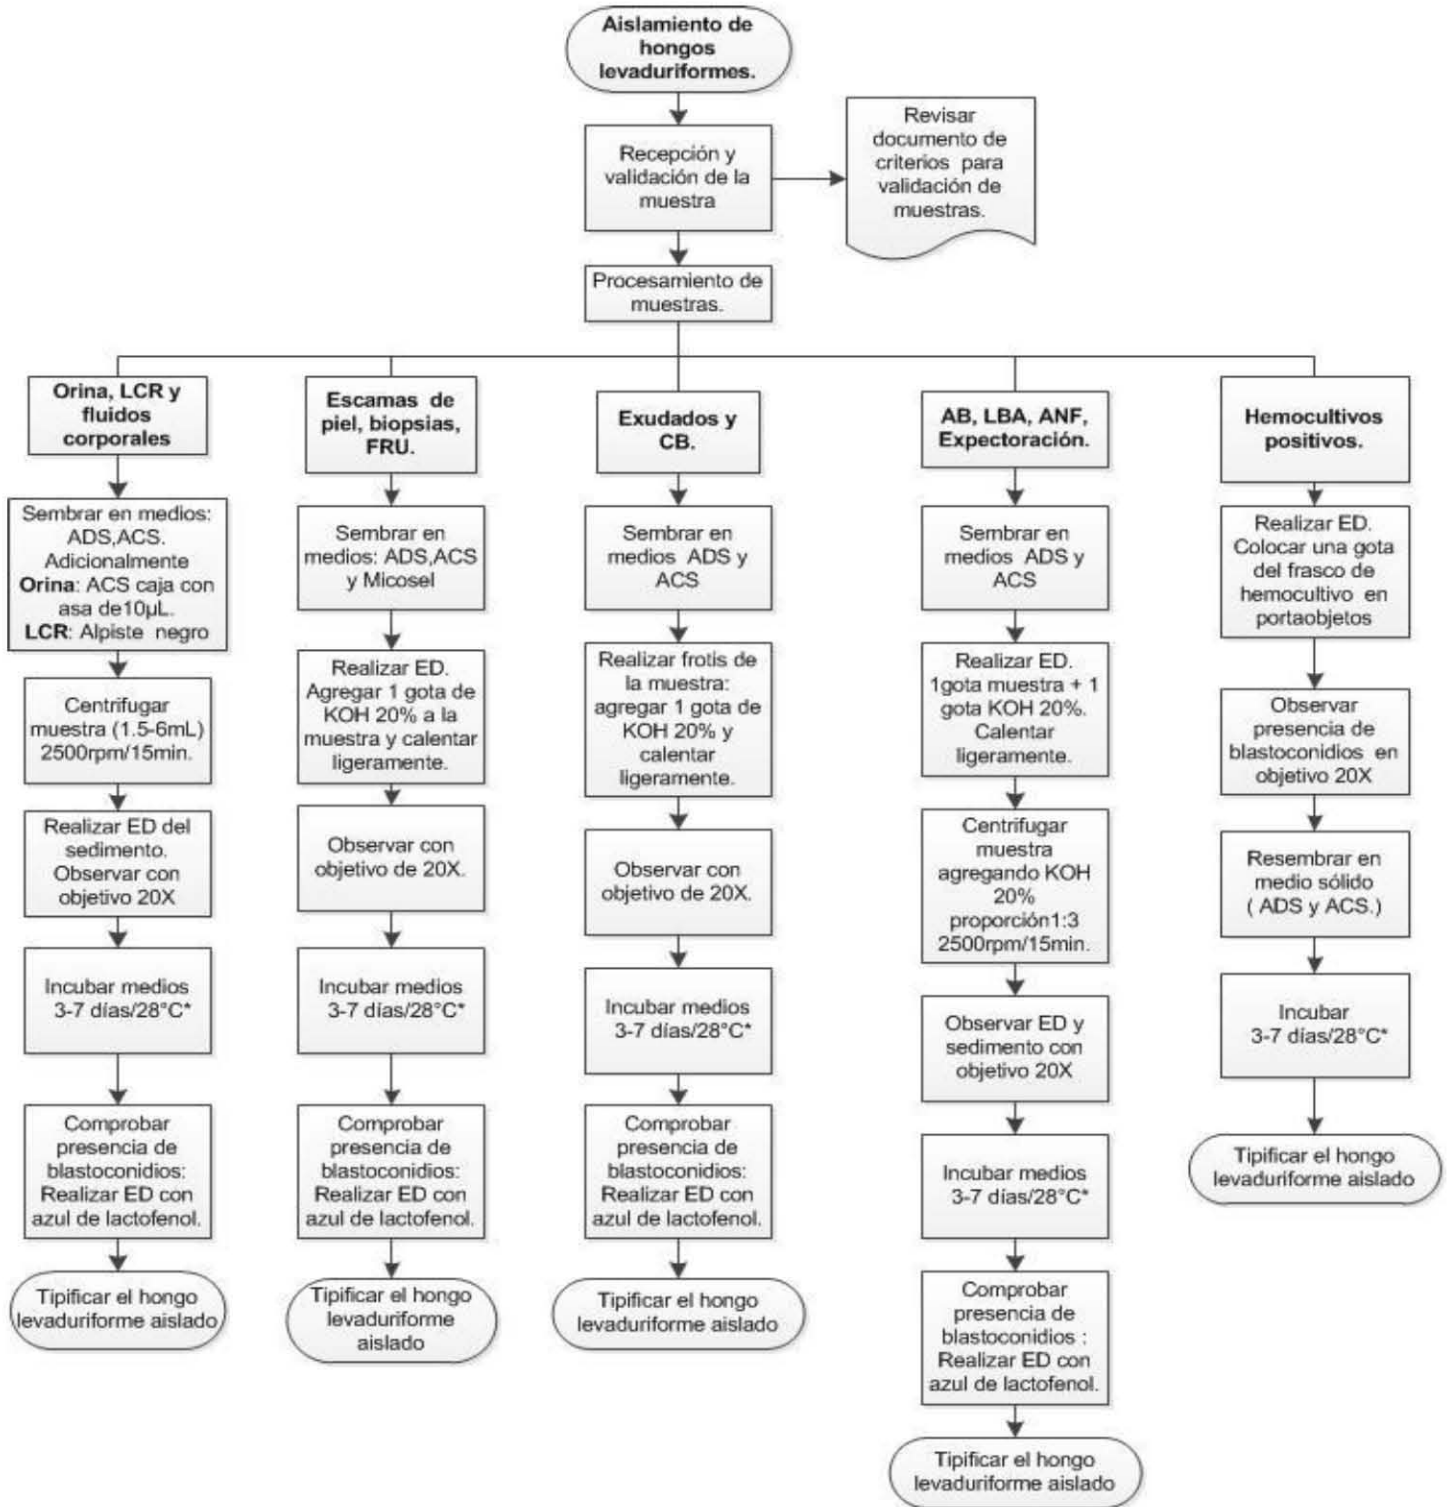 Aislamiento de
hongos
levaduriformes.
Recepción y
validación de la
muestra
Revisar
documento de
criterios para
validación de
muestras.
Procesamiento de
muestras.
Orina, LCR y
fluidos
corporales
Sembrar en medios:
ADS,ACS.
Adicionalmente
Orina: ACS caja con
asa de10µL.
LCR: Alpiste negro
Centrifugar
muestra (1.5-6mL)
2500rpm/15min.
Realizar ED del
sedimento.
Observar con
objetivo 20X
Incubar medios
3-7 días/28°C*
Comprobar
presencia de
blastoconidios:
Realizar ED con
azul de lactofenol.
Tipificar el hongo
levaduriforme aislado
Escamas de
piel, biopsias,
FRU.
Sembrar en
medios: ADS,ACS
y Micosel
Realizar ED.
Agregar 1 gota de
KOH 20% a la
muestra y calentar
ligeramente.
Observar con
objetivo de 20X.
Incubar medios
3-7 días/28°C*
Comprobar
presencia de
blastoconidios:
Realizar ED con
azul de lactofenol.
Tipificar el hongo
levaduriforme
aislado
Exudados y
CB.
Sembrar en
medios ADS y
ACS
Realizar frotis de
la muestra:
agregar 1 gota de
KOH 20% y
calentar
ligeramente.
Observar con
objetivo de 20X.
Incubar medios
3-7 días/28°C*
Comprobar
presencia de
blastoconidios:
Realizar ED con
azul de lactofenol.
Tipificar el hongo
levaduriforme aislado
AB, LBA, ANF,
Expectoración.
Sembrar en
medios ADS y
ACS
Realizar ED.
1gota muestra + 1
gota KOH 20%.
Calentar
ligeramente.
Centrifugar
muestra
agregando KOH
20%
proporción1:3
2500rpm/15min.
Observar ED y
sedimento con
objetivo 20X
Incubar medios
3-7 días/28°C*
Comprobar
presencia de
blastoconidios :
Realizar ED con
azul de lactofenol.
Tipificar el hongo
levaduriforme aislado
Hemocultivos
positivos.
Realizar ED.
Colocar una gota
del frasco de
hemocultivo en
portaobjetos
Observar
presencia de
blastoconidios en
objetivo 20X
Resembrar en
medio sólido
( ADS y ACS.)
Incubar
3-7 días/28°C*
Tipificar el hongo
levaduriforme aislado